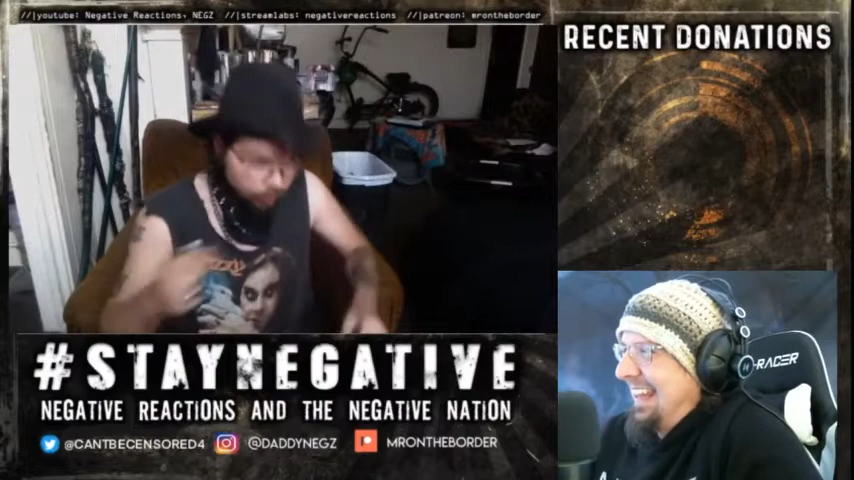 //|youtube: Negative Reactions, NEGZ //|streamlabs: negativereactions //|patreon: mrontheborder
RECENT DONATIONS
#STAYNEGATIVE
NEGATIVE REACTIONS AND THE NEGATIVE NATION
@CANTBECENSORED4 @DADDYNEGZ MRONTHEBORDER
RACER